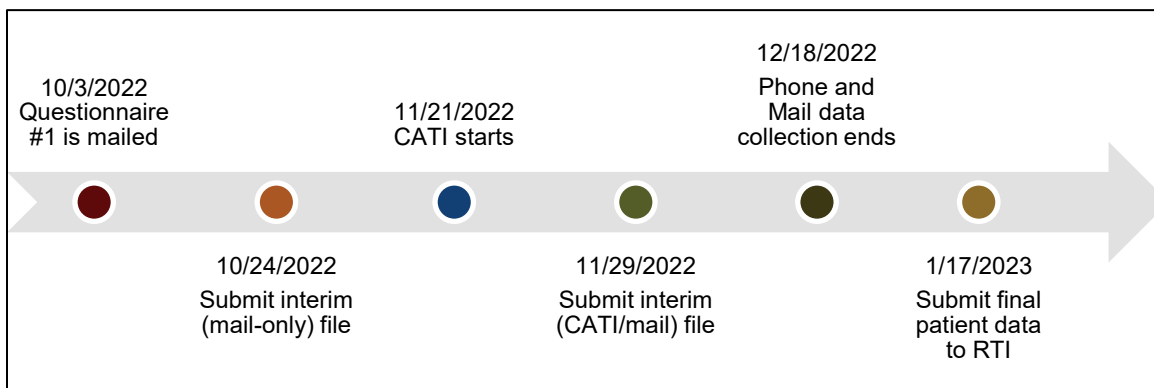 10/3/2022
Questionnaire
#1 is mailed
10/24/2022
Submit interim
(mail-only) file
11/21/2022
CATI starts
11/29/2022
Submit interim
(CATI/mail) file
12/18/2022
Phone and
Mail data
collection ends
1/17/2023
Submit final
patient data
to RTI